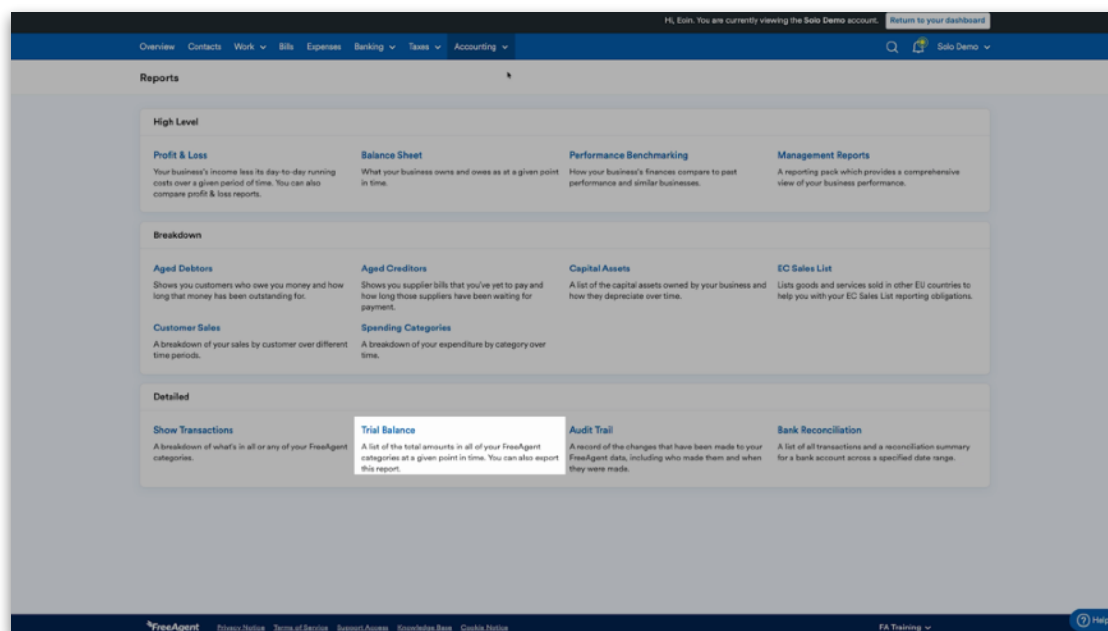 Hi, Eoin. You are currently viewing the Solo Demo account. Return to your dashboard
Overview Contacts Work Bills Expenses Banking Taxes Accounting Solo Demo
Reports
High Level
Profit & Loss
Your business's income less its day-to-day running
costs over a given period of time. You can also
compare profit & loss reports.
Balance Sheet
What your business owns and owes as at a given point
in time.
Performance Benchmarking
How your business's finances compare to past
performance and similar businesses.
Management Reports
A reporting pack which provides a comprehensive
view of your business performance.
Breakdown
Aged Debtors
Shows you customers who owe you money and how
long that money has been outstanding for.
Aged Creditors
Shows you supplier bills that you've yet to pay and
how long those suppliers have been waiting for
payment.
Capital Assets
A list of the capital assets owned by your business and
how they depreciate over time.
EC Sales List
Lists goods and services sold in other EU countries to
help you with your EC Sales List reporting obligations.
Customer Sales
A breakdown of your sales by customer over different
time periods.
Spending Categories
A breakdown of your expenditure by category over
time.
Detailed
Show Transactions
A breakdown of what's in all or any of your FreeAgent
categories.
Trial Balance
A list of the total amounts in all of your FreeAgent
categories at a given point in time. You can also export
this report.
Audit Trail
A record of the changes that have been made to your
FreeAgent data, including who made them and when
they were made.
Bank Reconciliation
A list of all transactions and a reconciliation summary
for a bank account across a specified date range.
FreeAgent Privacy Notice Terms of Service Support Access Knowledge Base Cookie Notice FA Training Help